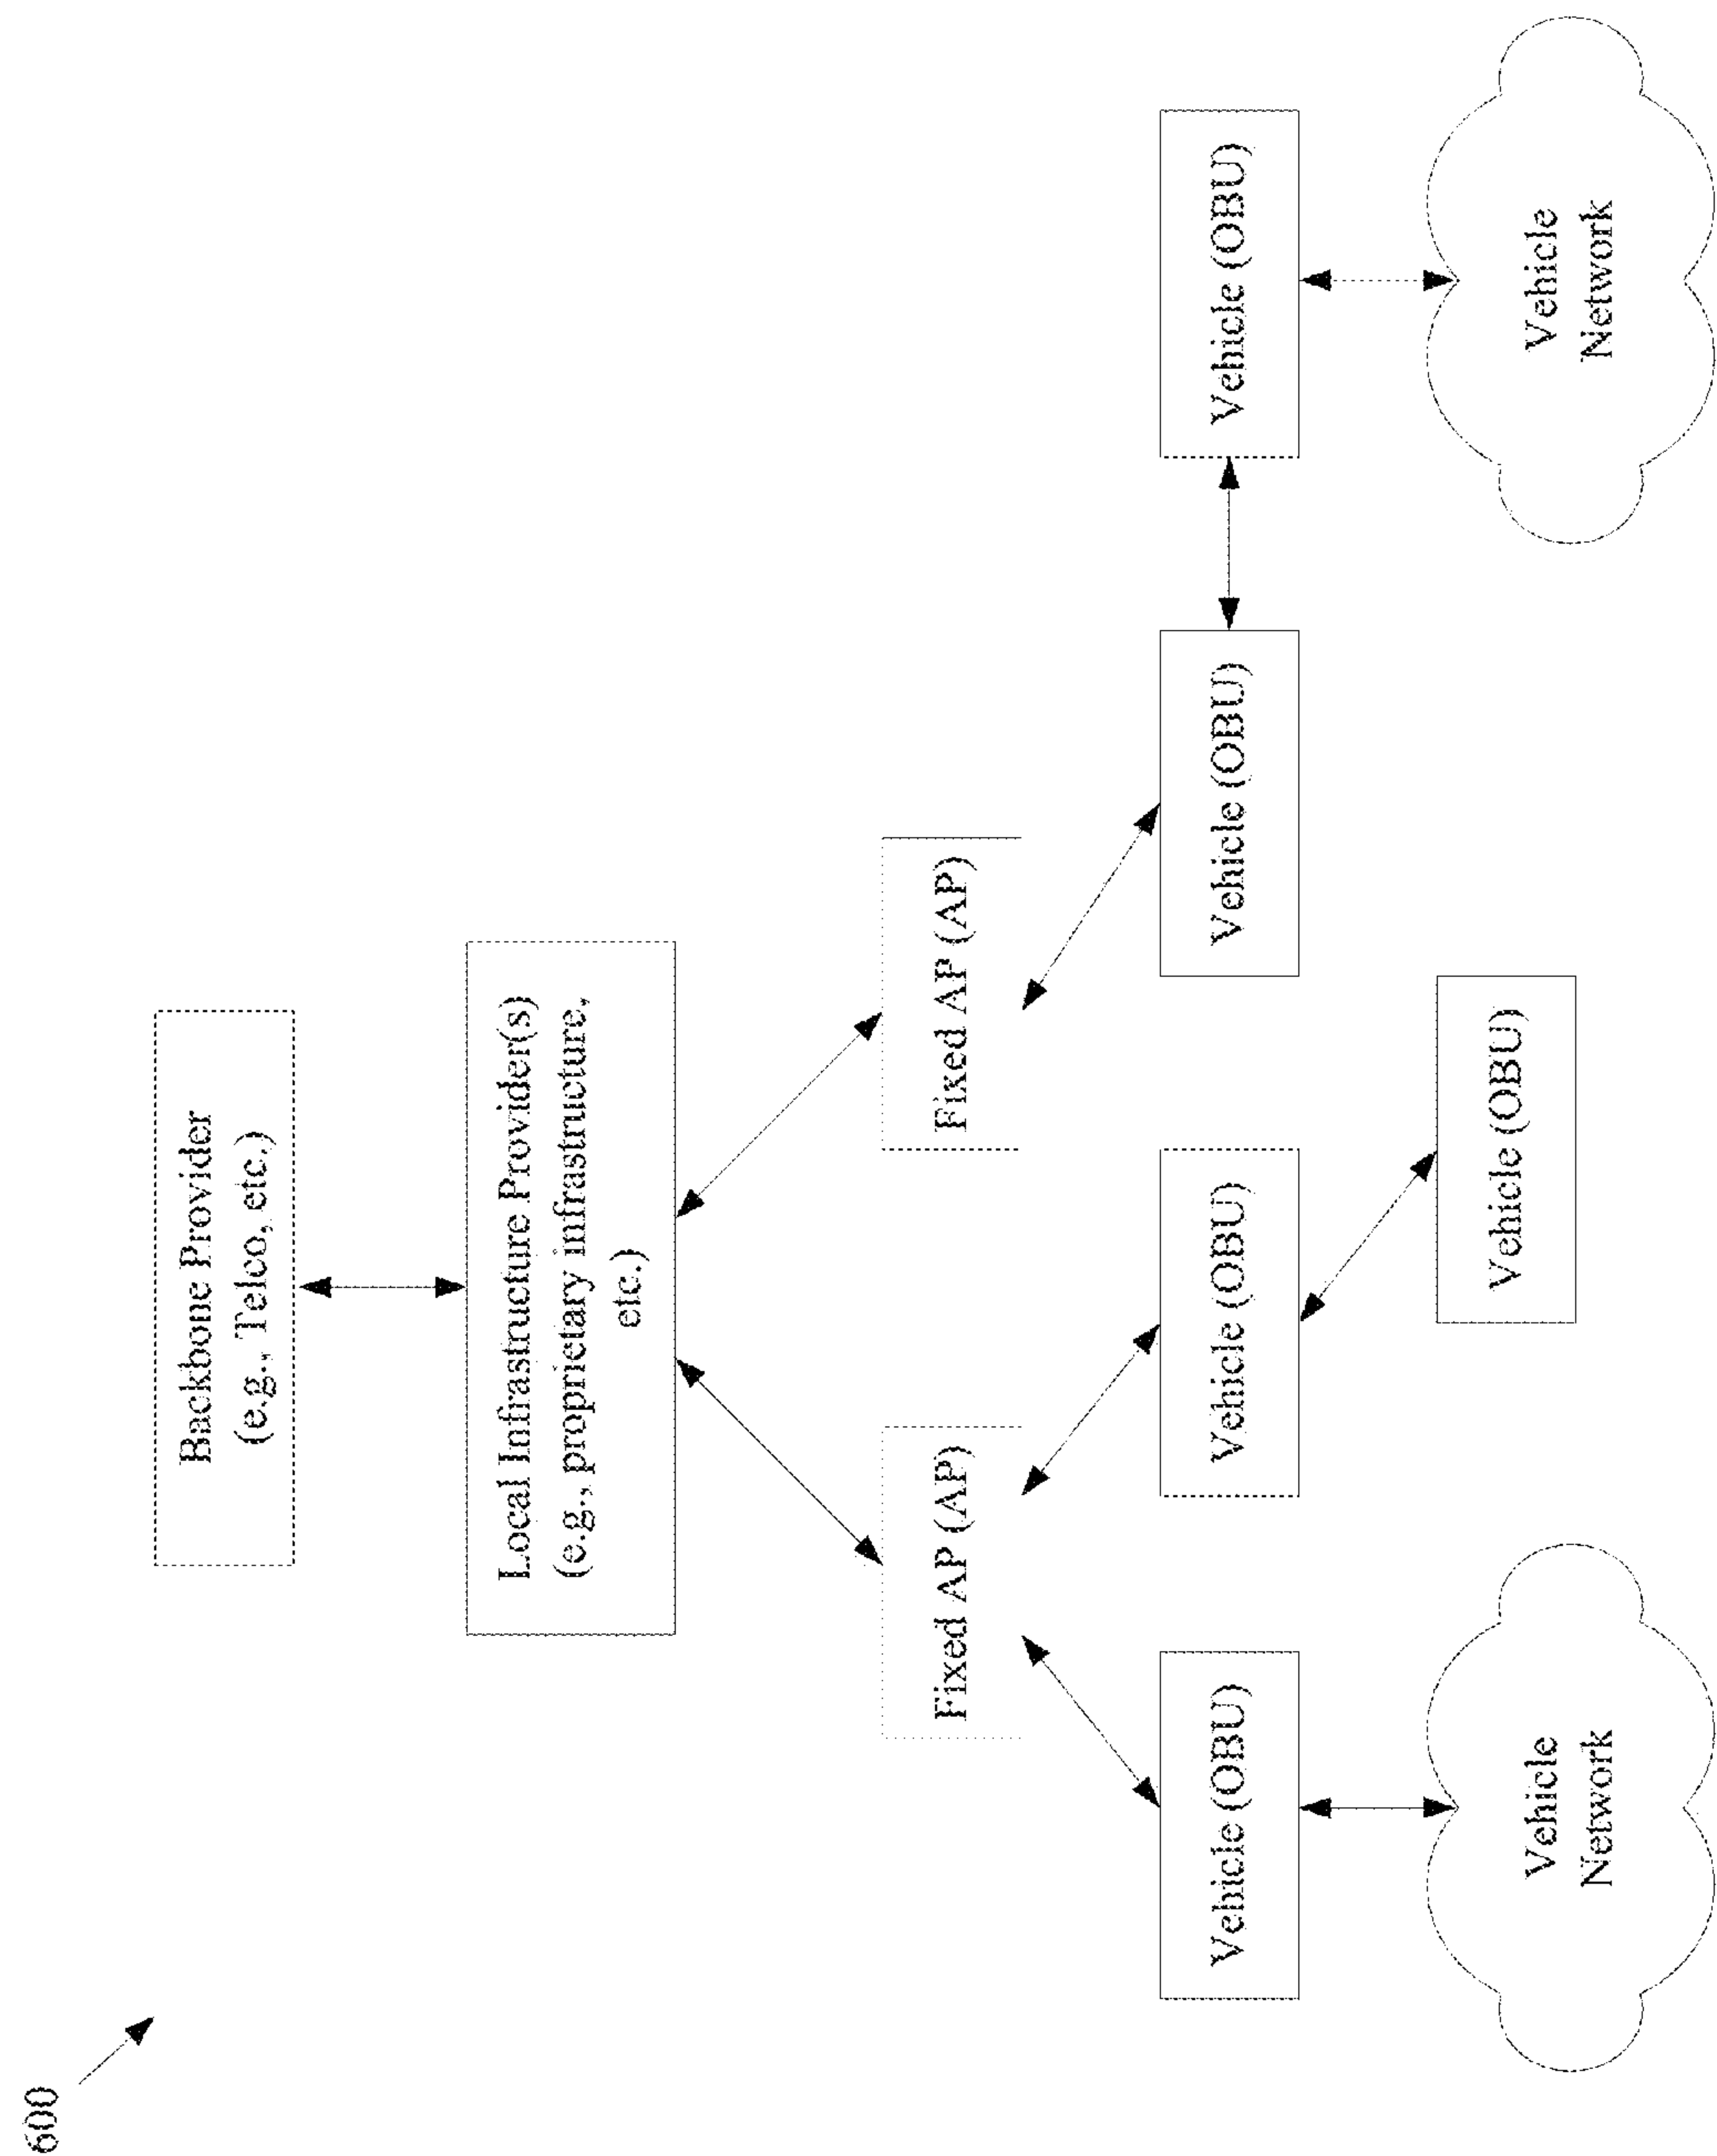 600
Backbone Provider
(e.g., Telco, etc.)
Local Infrastructure Provider(s)
(e.g., proprietary infrastructure,
etc.)
Fixed AP (AP)
Fixed AP (AP)
Vehicle (OBU)
Vehicle (OBU)
Vehicle (OBU)
Vehicle (OBU)
Vehicle (OBU)
Vehicle
Network
Vehicle
Network